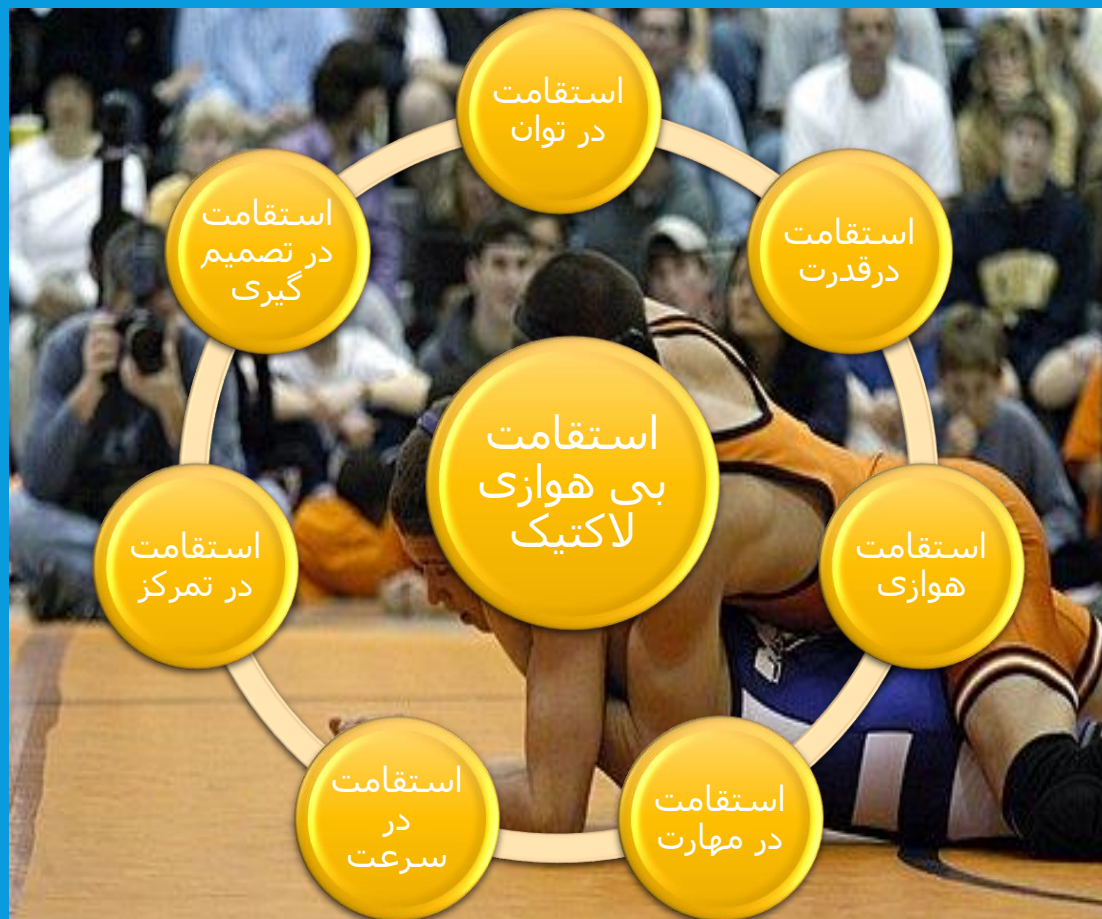 استقامت
در توان
استقامت
درقدرت
استقامت
هوازی
استقامت
در مهارت
استقامت
در
سرعت
استقامت
در تمرکز
استقامت
در تصمیم
گیری
استقامت
بی هوازی
لاکتیک